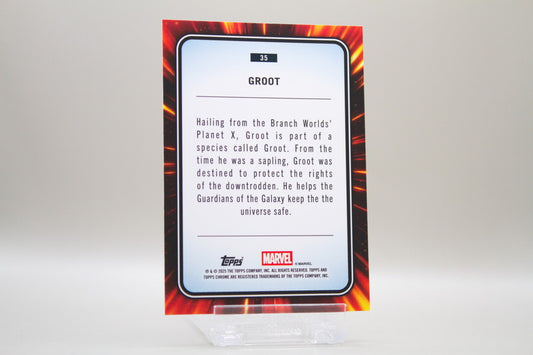 35
GROOT
Hailing from the Branch Worlds'
Planet X, Groot is part of a
species called Groot. From the
time he was a sapling, Groot was
destined to protect the rights
of the downtrodden. He helps the
Guardians of the Galaxy keep the the
universe safe.
Topps
MARVEL
© MARVEL
® & © 2025 THE TOPPS COMPANY, INC. ALL RIGHTS RESERVED. TOPPS AND
TOPPS CHROME ARE REGISTERED TRADEMARKS OF THE TOPPS COMPANY, INC.